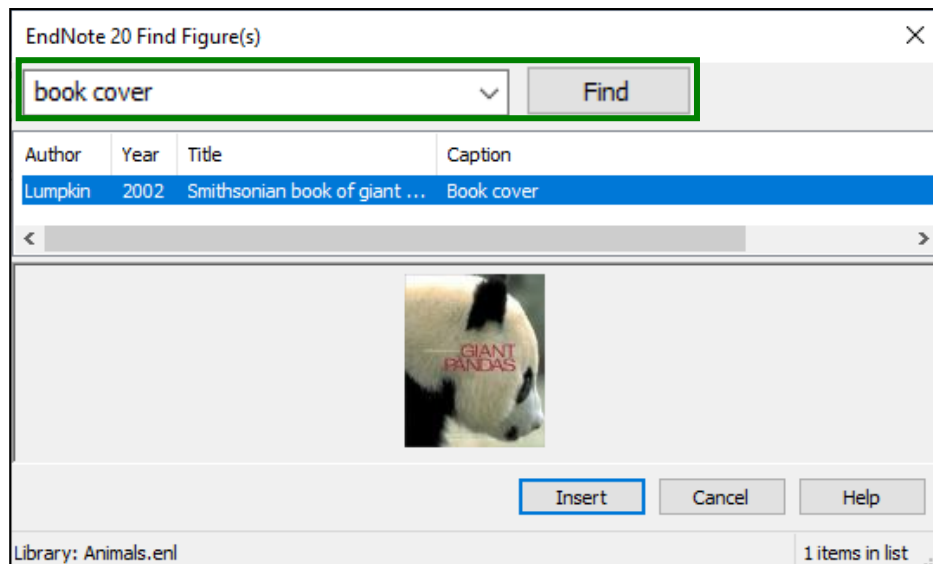 EndNote 20 Find Figure(s)
book cover Find
Author Year Title Caption
Lumpkin 2002 Smithsonian book of giant ... Book cover
GIANT
PANDAS
Insert Cancel Help
Library: Animals.enl 1 items in list